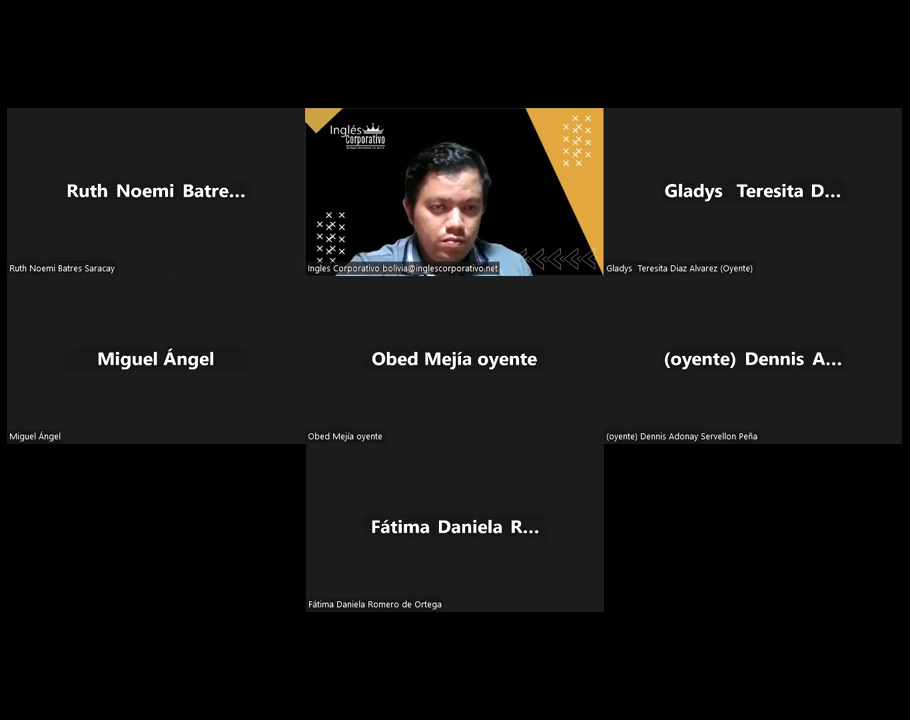 Ruth Noemi Batre...
Ruth Noemi Batres Saracay
Inglés
Corporativo
Ingles Corporativo bolivia@inglescorporativo.net
Gladys Teresita D...
Gladys Teresita Diaz Alvarez (Oyente)
Miguel Ángel
Miguel Ángel
Obed Mejía oyente
Obed Mejía oyente
(oyente) Dennis A...
(oyente) Dennis Adonay Servellon Peña
Fátima Daniela R...
Fátima Daniela Romero de Ortega